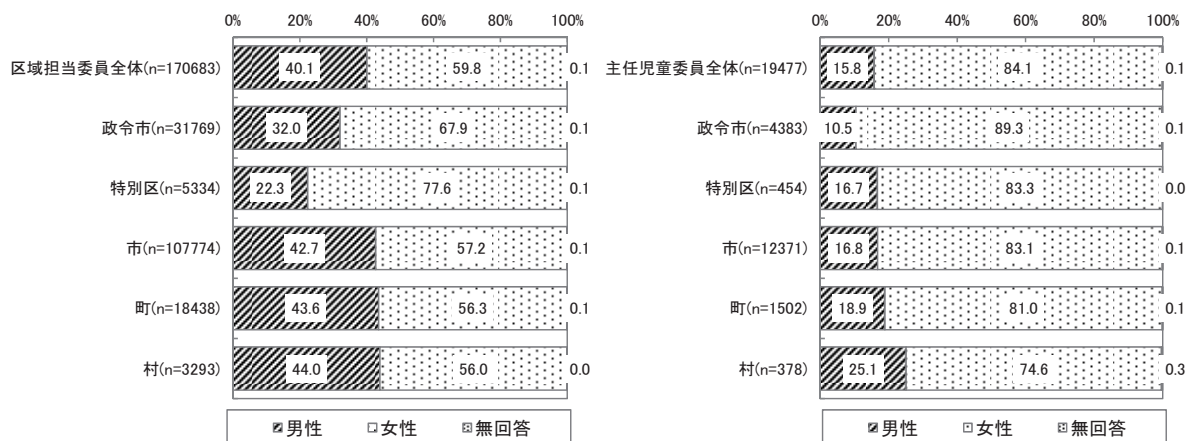 0% 20% 40% 60% 80% 100%
区域担当委員全体(n=170683) 40.1 59.8 0.1
政令市(n=31769) 32.0 67.9 0.1
特別区(n=5334) 22.3 77.6 0.1
市(n=107774) 42.7 57.2 0.1
町(n=18438) 43.6 56.3 0.1
村(n=3293) 44.0 56.0 0.0
男性 女性 無回答
0% 20% 40% 60% 80% 100%
主任児童委員全体(n=19477) 15.8 84.1 0.1
政令市(n=4383) 10.5 89.3 0.1
特別区(n=454) 16.7 83.3 0.0
市(n=12371) 16.8 83.1 0.1
町(n=1502) 18.9 81.0 0.1
村(n=378) 25.1 74.6 0.3
男性 女性 無回答